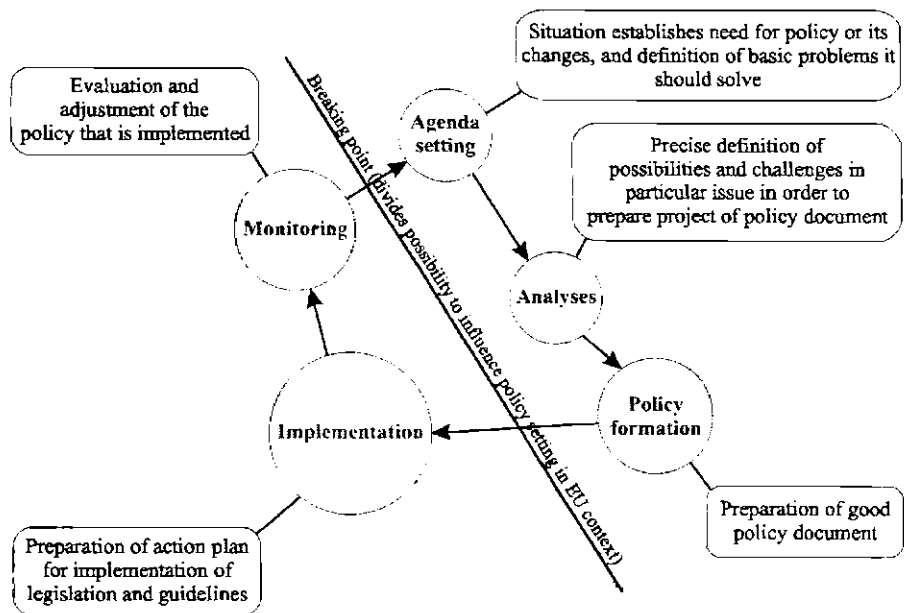 Situation establishes need for policy or its
changes, and definition of basic problems it
should solve
Evaluation and
adjustment of the
policy that is implemented
Breaking point (divides possibility to influence policy setting in EU context)
Agenda
setting
Precise definition of
possibilities and challenges in
particular issue in order to
prepare project of policy document
Monitoring
Analyses
Policy
formation
Implementation
Preparation of good
policy document
Preparation of action plan
for implementation of
legislation and guidelines